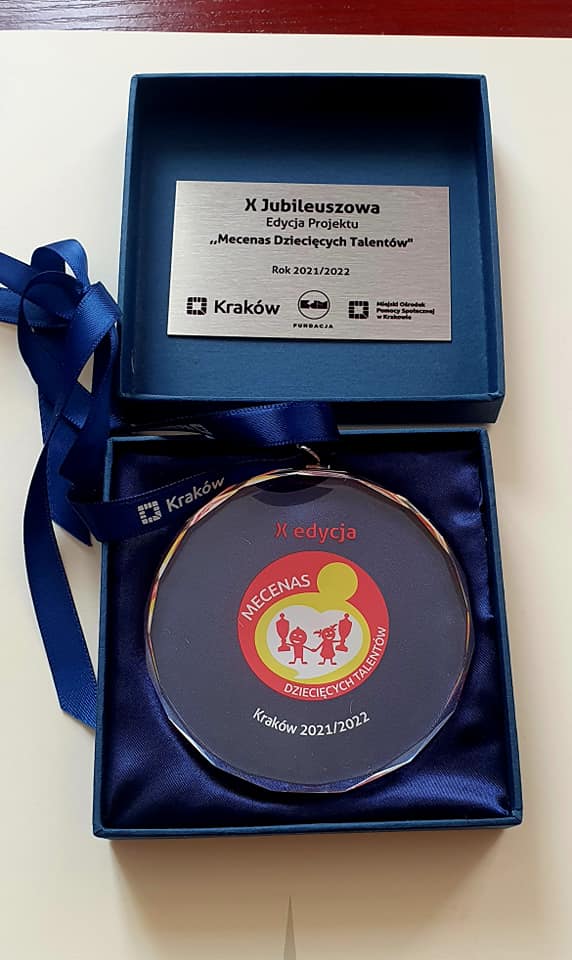 X Jubileuszowa
Edycja Projektu
,,Mecenas Dziecięcych Talentów"
Rok 2021/2022
Kraków
FUNDACJA
Miejski Ośrodek
Pomocy Społecznej
w Krakowie
Kraków
X edycja
MECENAS
DZIECIĘCYCH TALENTÓW
Kraków 2021/2022